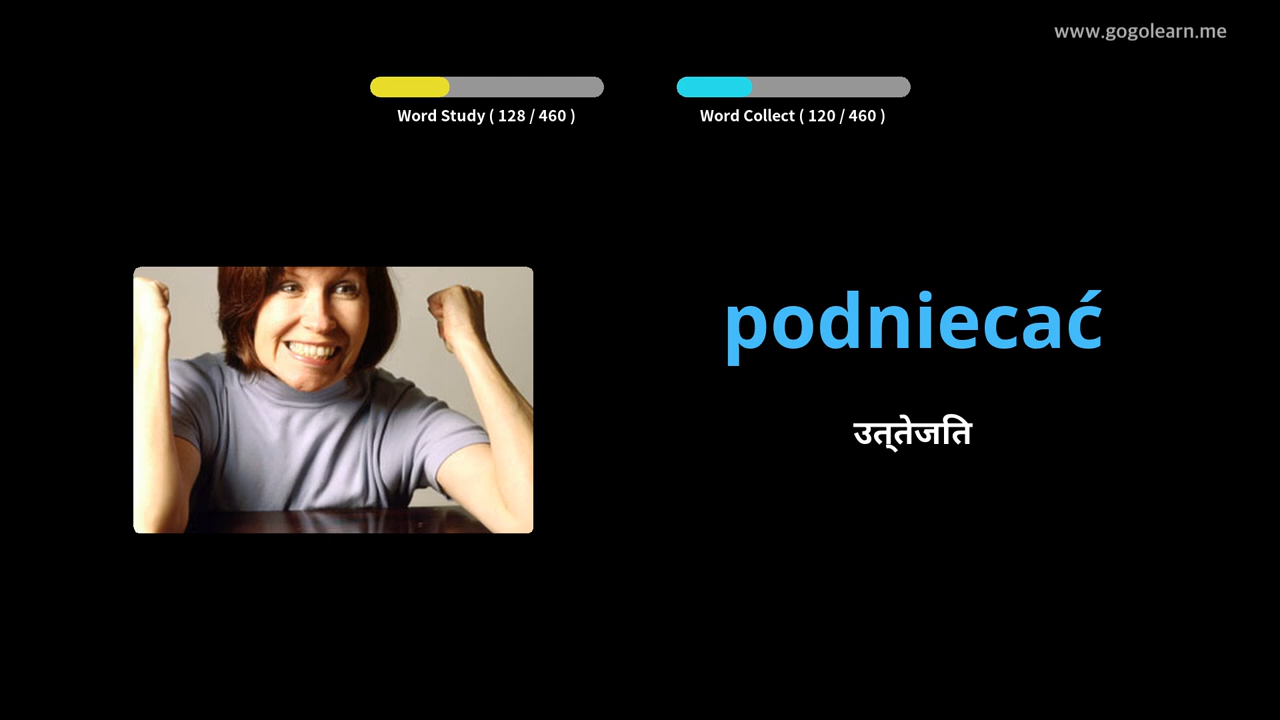 www.gogolearn.me
Word Study ( 128 / 460 )
Word Collect ( 120 / 460 )
podniecać
उत्तेजति